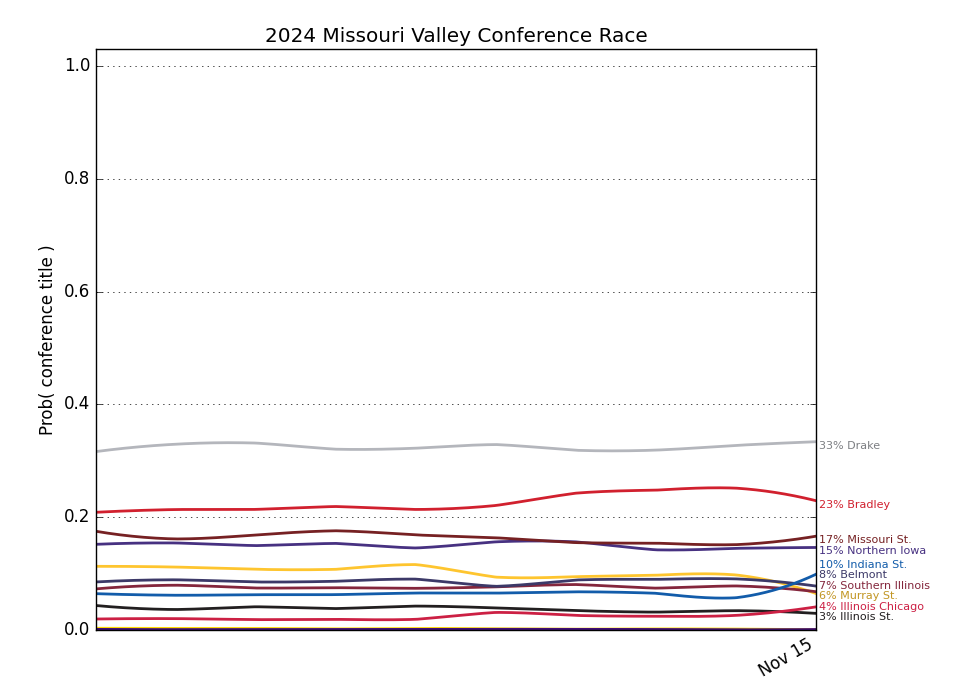 2024 Missouri Valley Conference Race
1.0
0.8
0.6
0.4
0.2
0.0
Prob( conference title )
33% Drake
23% Bradley
17% Missouri St.
15% Northern Iowa
10% Indiana St.
8% Belmont
7% Southern Illinois
6% Murray St.
4% Illinois Chicago
3% Illinois St.
Nov 15